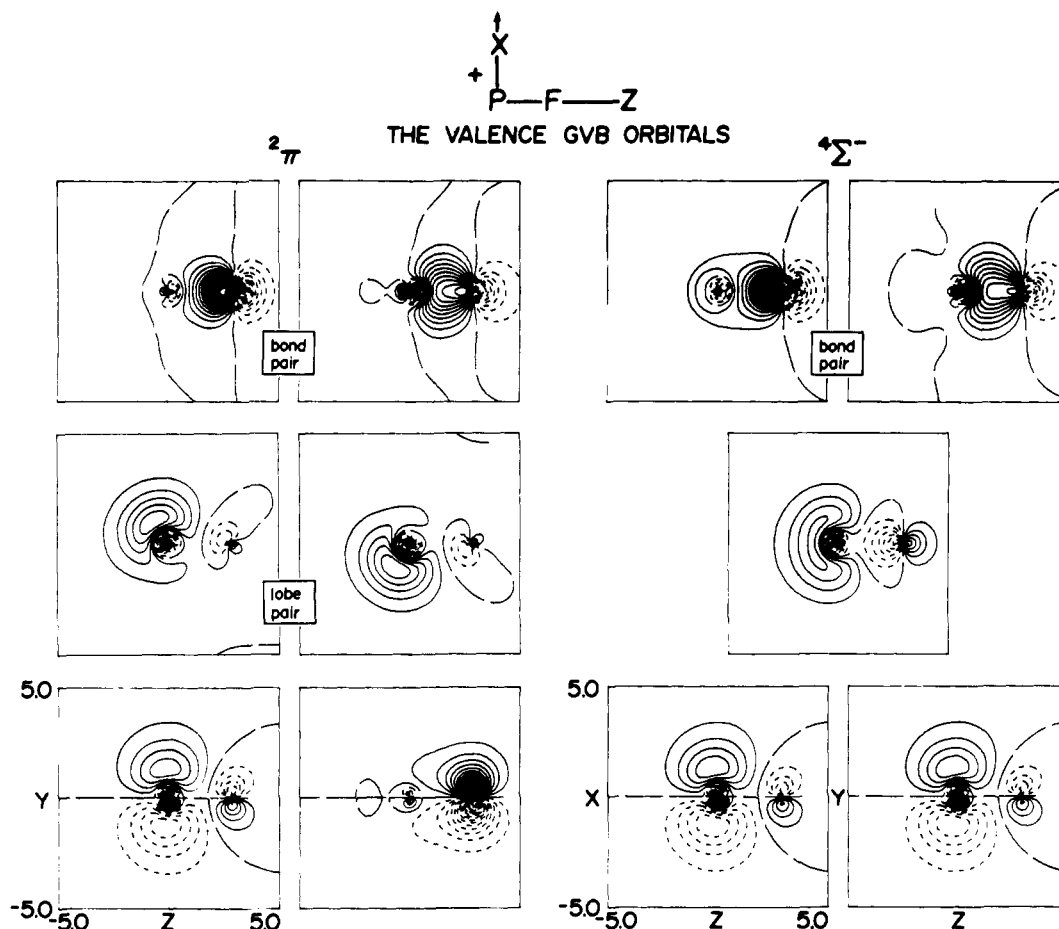 X
+
P—F—Z
THE VALENCE GVB ORBITALS
²π ⁴Σ⁻
bond pair
bond pair
lobe pair
5.0 5.0
Y X Y
-5.0 -5.0
-5.0 Z 5.0 -5.0 Z 5.0 Z